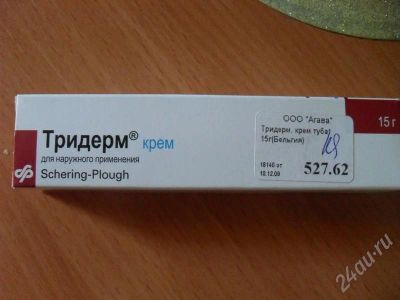 Тридерм® крем
для наружного применения
Schering-Plough
ООО "Агава"
Тридерм, крем туба)
15г(Бельгия)
18140 от
10.12.09
527.62
15 г
24au.ru